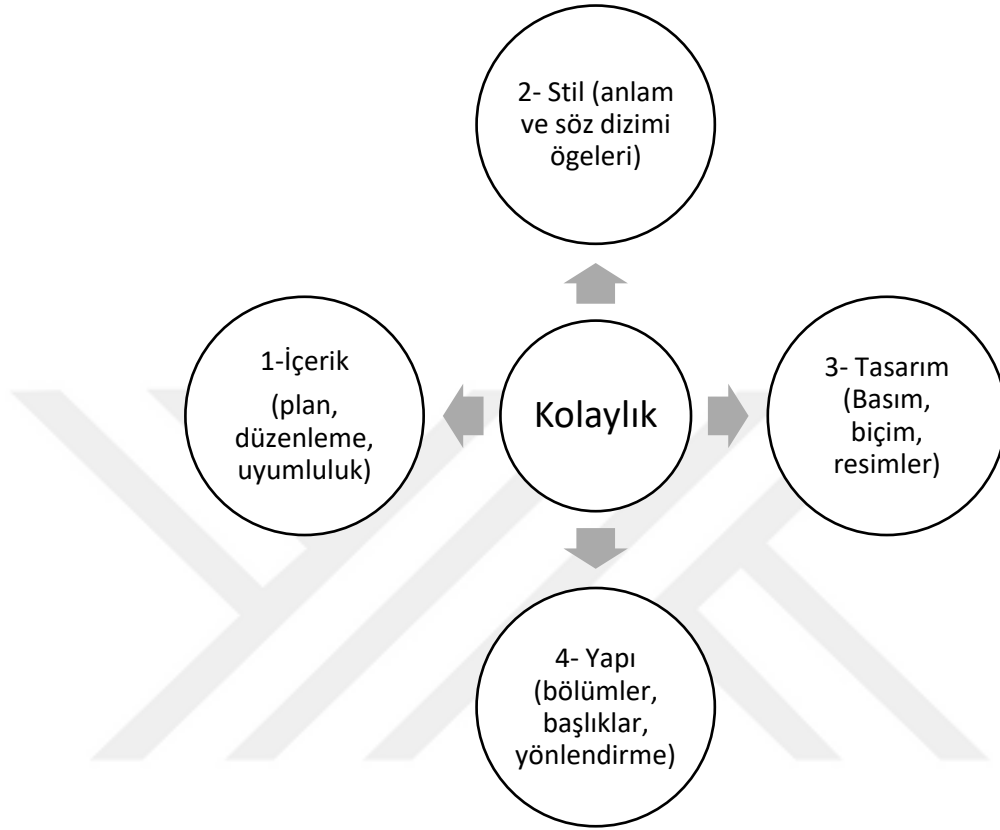 2- Stil (anlam
ve söz dizimi
ögeleri)
1-İçerik
(plan,
düzenleme,
uyumluluk)
Kolaylık
3- Tasarım
(Basım,
biçim,
resimler)
4- Yapı
(bölümler,
başlıklar,
yönlendirme)